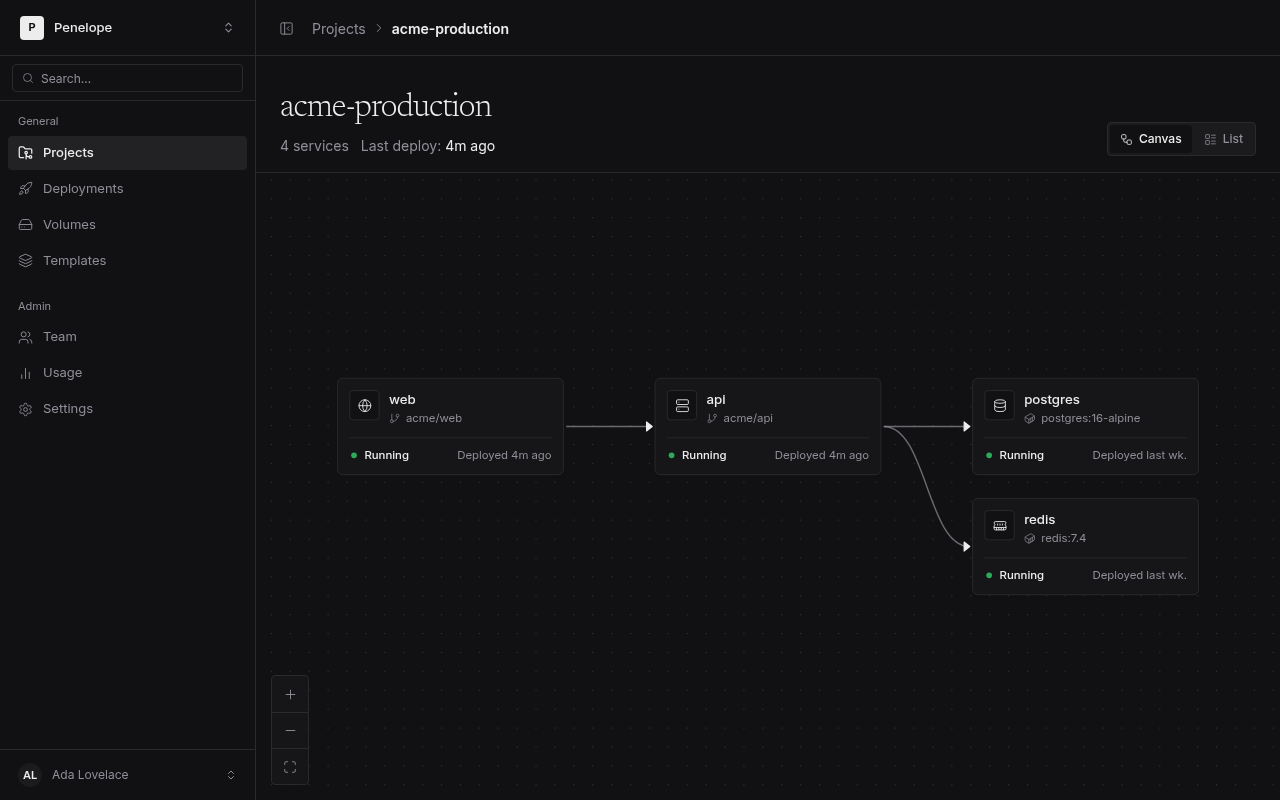 P Penelope
Search...
General
Projects
Deployments
Volumes
Templates
Admin
Team
Usage
Settings
AL Ada Lovelace
Projects > acme-production
acme-production
4 services Last deploy: 4m ago
Canvas List
web
acme/web
Running Deployed 4m ago
api
acme/api
Running Deployed 4m ago
postgres
postgres:16-alpine
Running Deployed last wk.
redis
redis:7.4
Running Deployed last wk.